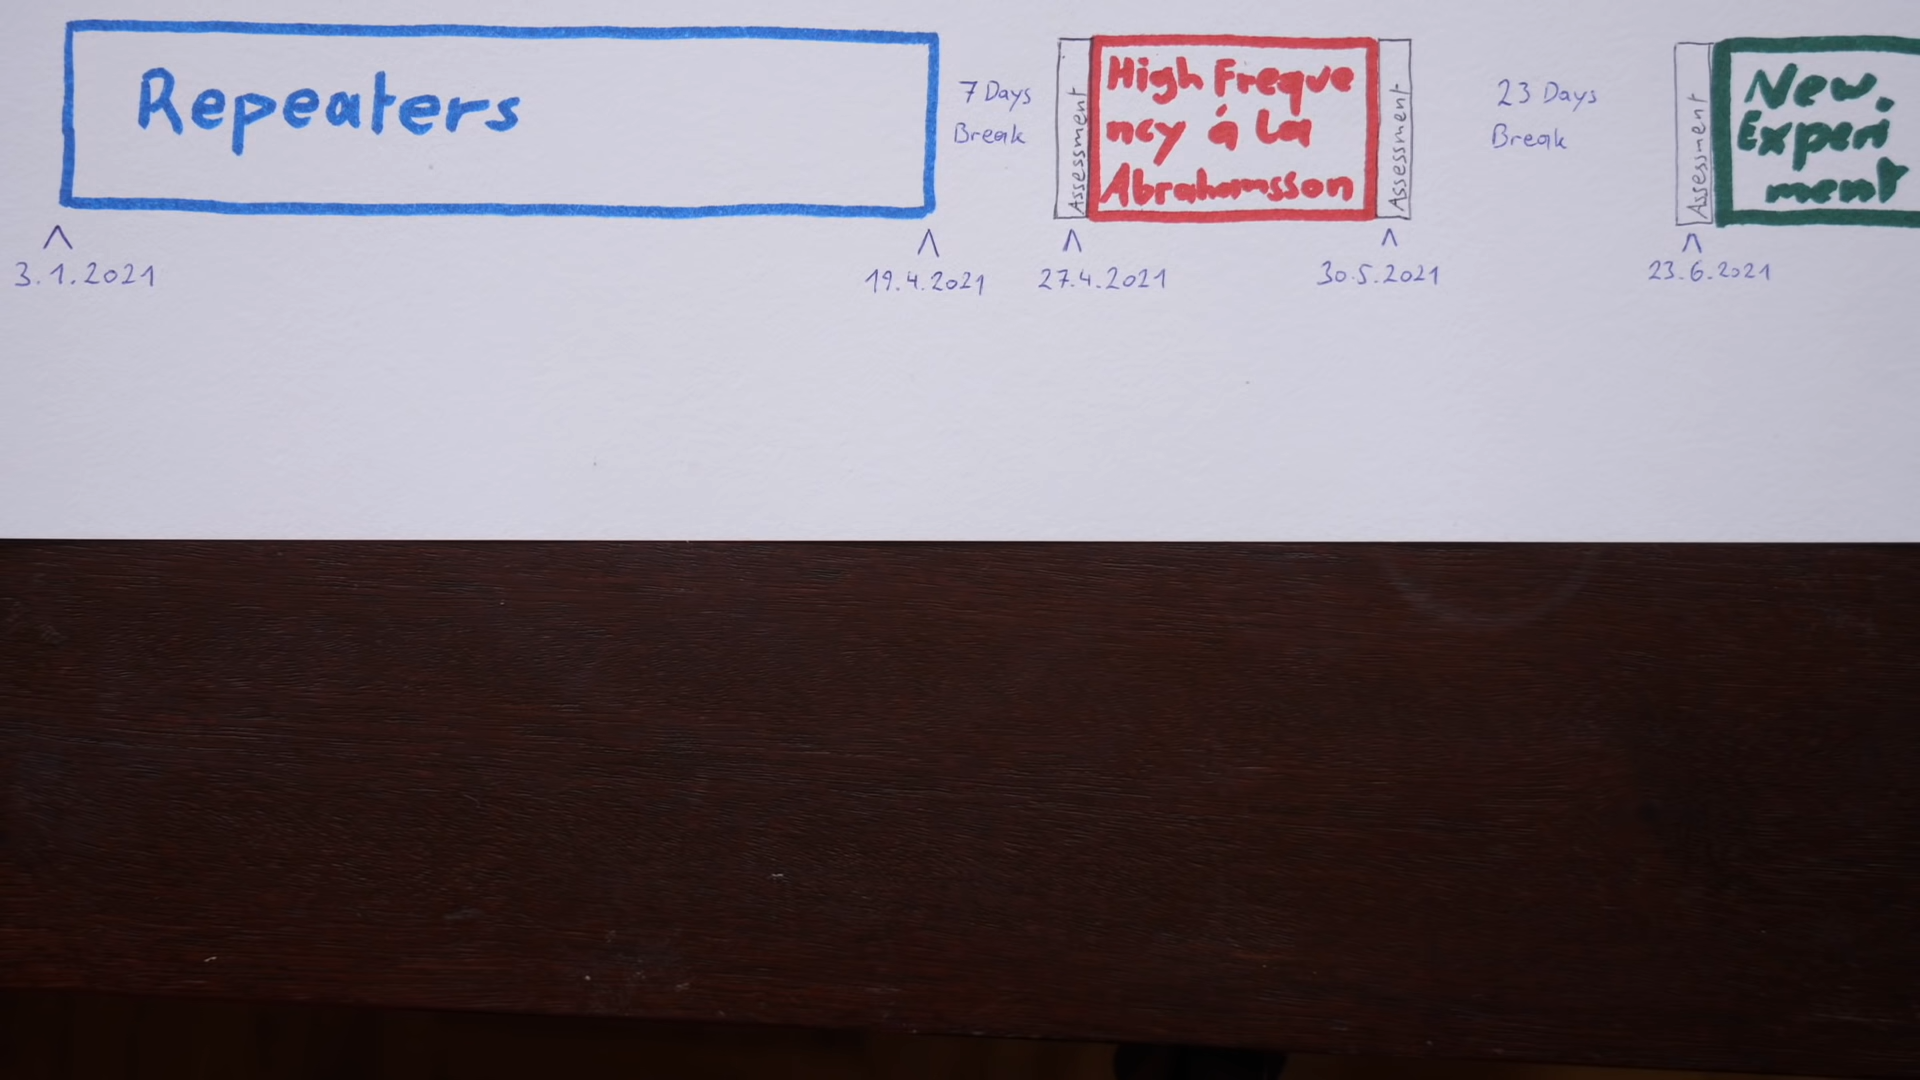 Repeaters
7 Days
Break
Assessment
High Freque
ncy á la
Abrahamsson
Assessment
23 Days
Break
Assessment
New.
Experi
ment
3.1.2021
19.4.2021
27.4.2021
30.5.2021
23.6.2021